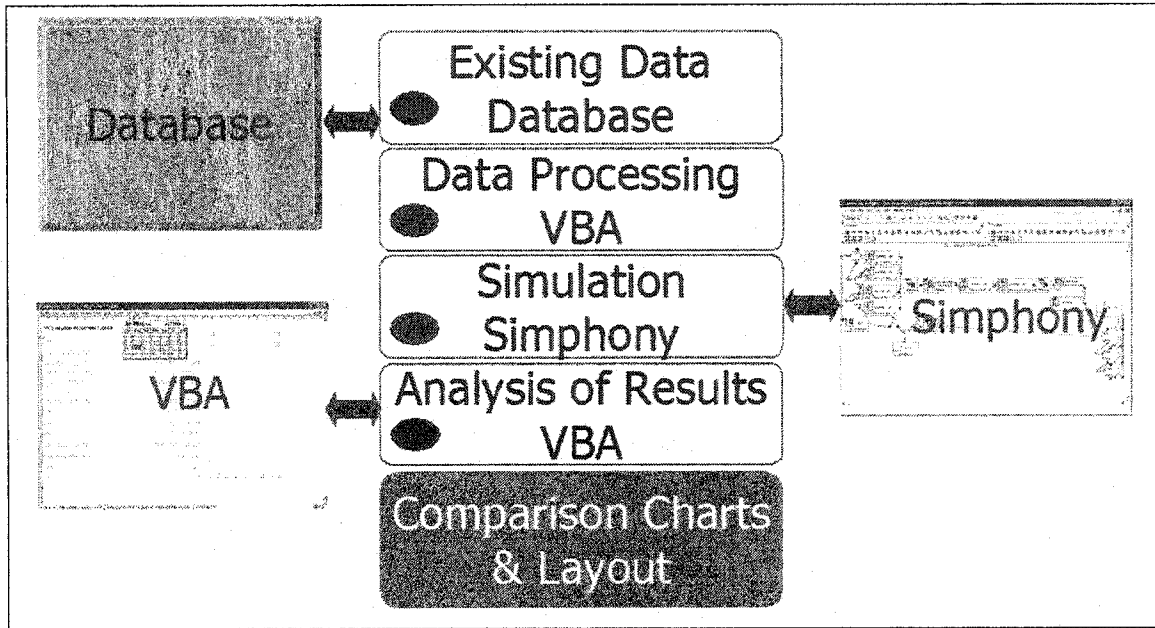 Database
Existing Data
Database
Data Processing
VBA
Simulation
Simphony
Simphony
VBA
Analysis of Results
VBA
Comparison Charts
& Layout